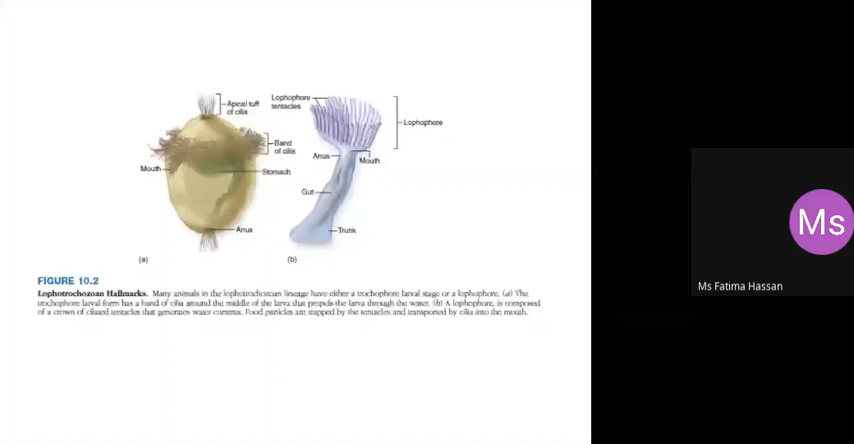 Apical tuft
of cilia
Band
of cilia
Mouth
Stomach
Anus
(a)
Lophophore
tentacles
Lophophore
Anus
Mouth
Gut
Trunk
(b)
FIGURE 10.2
Lophotrochozoan Hallmarks. Many animals in the lophotrochozoan lineage have either a trochophore larval stage or a lophophore. (a) The
trochophore larval form has a band of cilia around the middle of the larva that propels the larva through the water. (b) A lophophore, is composed
of a crown of ciliated tentacles that generates water currents. Food particles are trapped by the tentacles and transported by cilia into the mouth.
Ms
Ms Fatima Hassan